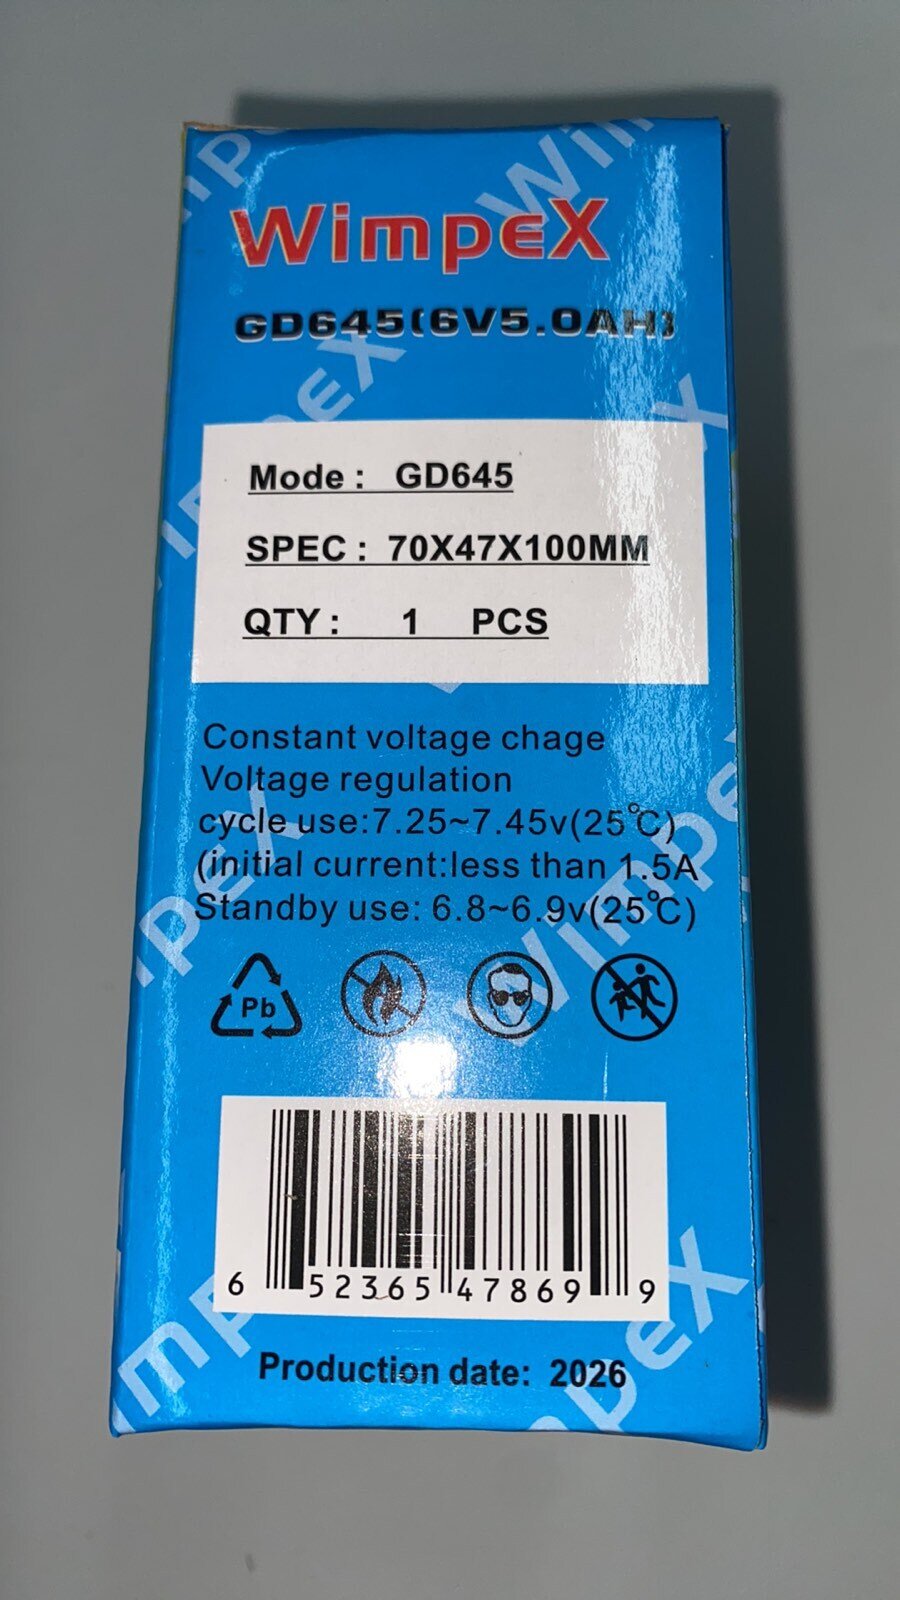 WimpeX
GD645(6V5.0AH)
Mode : GD645
SPEC : 70X47X100MM
QTY : 1 PCS
Constant voltage chage
Voltage regulation
cycle use:7.25~7.45v(25℃)
(initial current:less than 1.5A
Standby use: 6.8~6.9v(25℃)
Pb
6 52365 47869 9
Production date: 2026